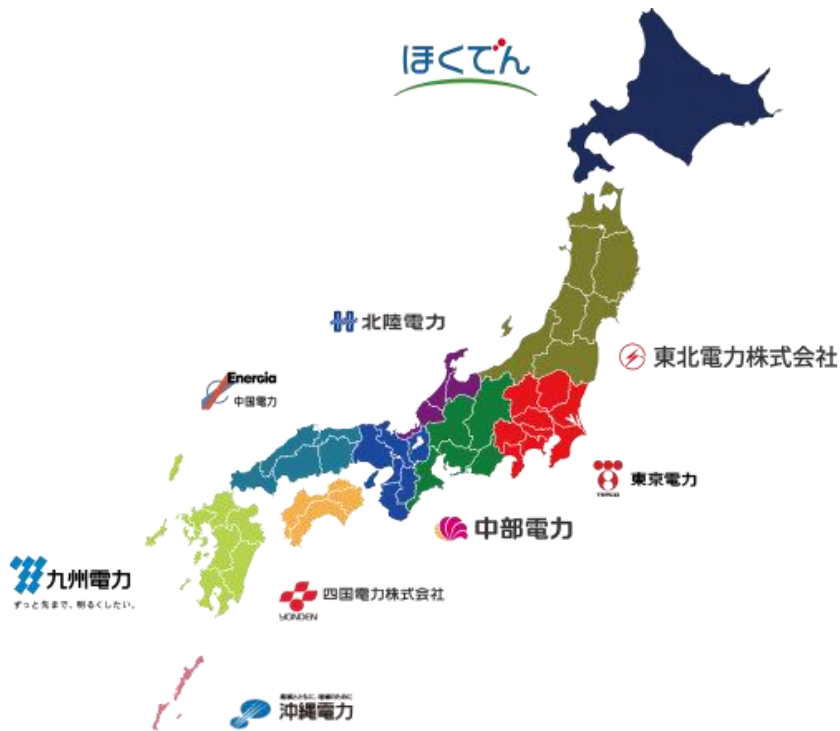 ほくでん
北陸電力
東北電力株式会社
Energia
中国電力
東京電力
TEPCO
中部電力
九州電力
ずっと先まで、明るくしたい。
四国電力株式会社
YONDEN
沖縄電力